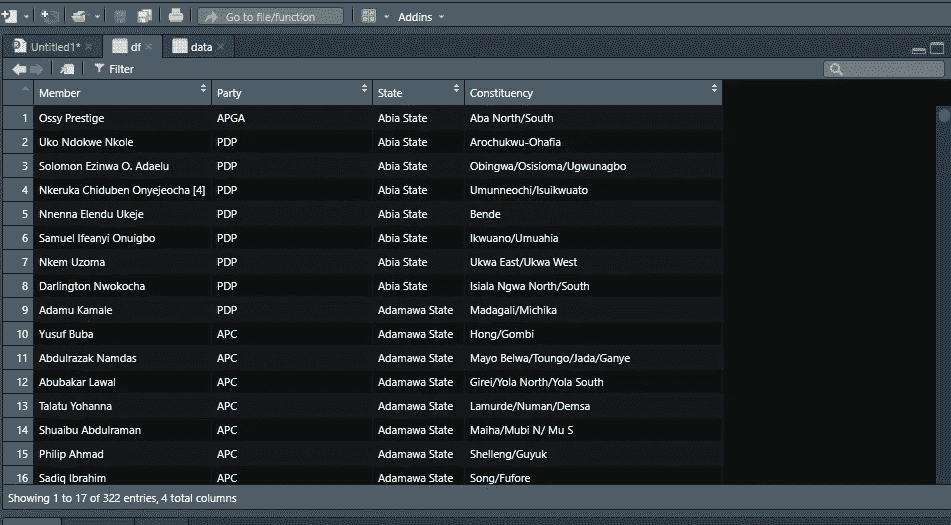 Go to file/function Addins
Untitled1* df data
Filter
Member Party State Constituency
1 Ossy Prestige APGA Abia State Aba North/South
2 Uko Ndokwe Nkole PDP Abia State Arochukwu-Ohafia
3 Solomon Ezinwa O. Adaelu PDP Abia State Obingwa/Osisioma/Ugwunagbo
4 Nkeruka Chiduben Onyejeocha [4] PDP Abia State Umunneochi/Isuikwuato
5 Nnenna Elendu Ukeje PDP Abia State Bende
6 Samuel Ifeanyi Onuigbo PDP Abia State Ikwuano/Umuahia
7 Nkem Uzoma PDP Abia State Ukwa East/Ukwa West
8 Darlington Nwokocha PDP Abia State Isiala Ngwa North/South
9 Adamu Kamale PDP Adamawa State Madagali/Michika
10 Yusuf Buba APC Adamawa State Hong/Gombi
11 Abdulrazak Namdas APC Adamawa State Mayo Belwa/Toungo/Jada/Ganye
12 Abubakar Lawal APC Adamawa State Girei/Yola North/Yola South
13 Talatu Yohanna APC Adamawa State Lamurde/Numan/Demsa
14 Shuaibu Abdulraman APC Adamawa State Maiha/Mubi N/ Mu S
15 Philip Ahmad APC Adamawa State Shelleng/Guyuk
16 Sadiq Ibrahim APC Adamawa State Song/Fufore
Showing 1 to 17 of 322 entries, 4 total columns